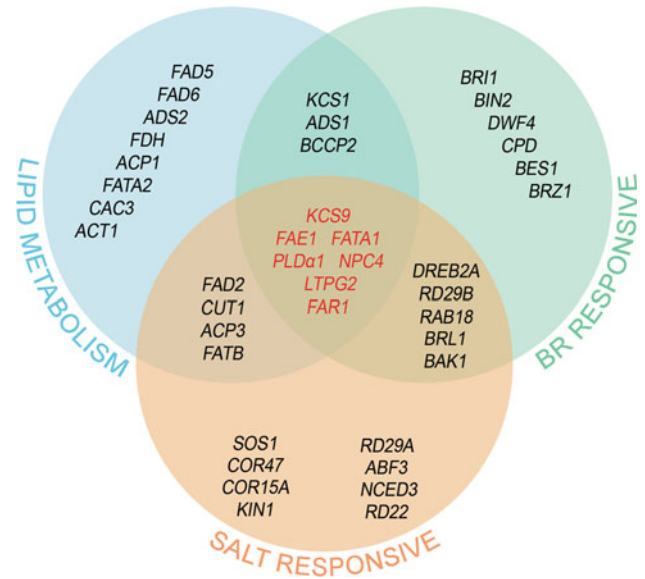 FAD5
FAD6
ADS2
FDH
ACP1
FATA2
CAC3
ACT1
KCS1
ADS1
BCCP2
BRI1
BIN2
DWF4
CPD
BES1
BRZ1
KCS9
FAE1 FATA1
PLDα1 NPC4
LTPG2
FAR1
FAD2
CUT1
ACP3
FATB
DREB2A
RD29B
RAB18
BRL1
BAK1
SOS1
COR47
COR15A
KIN1
RD29A
ABF3
NCED3
RD22
LIPID METABOLISM
BR RESPONSIVE
SALT RESPONSIVE